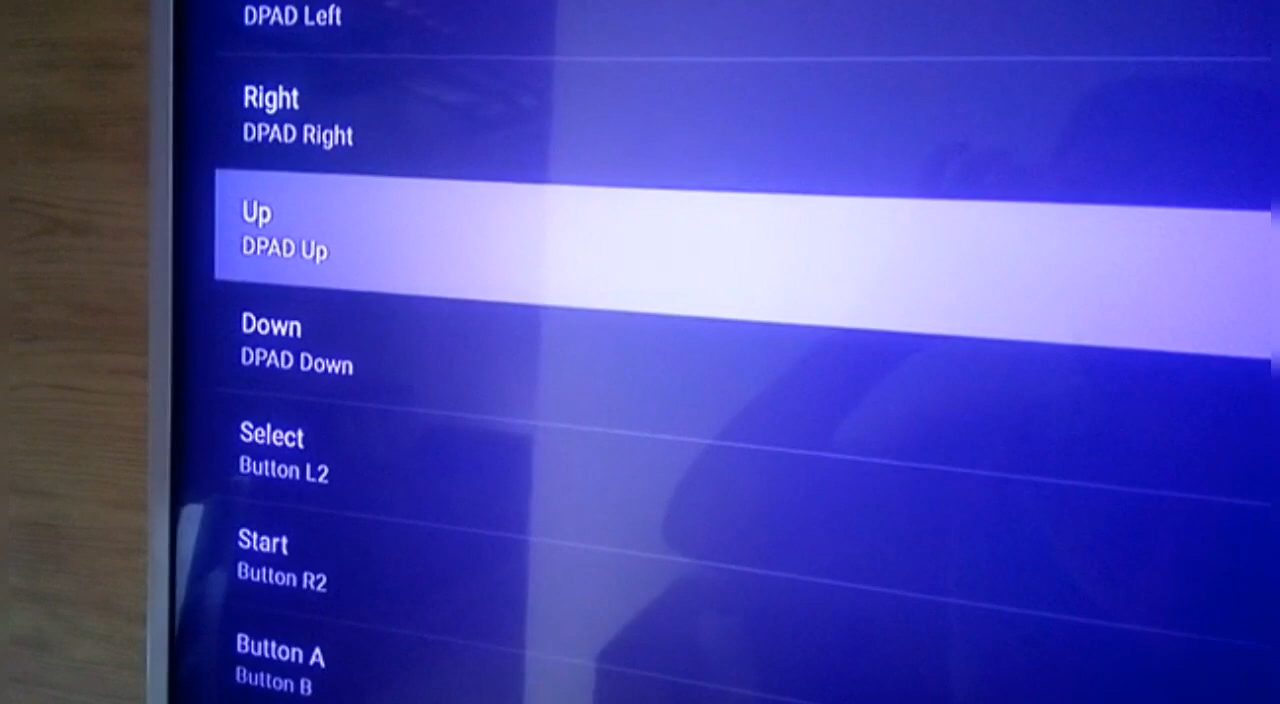 DPAD Left
Right
DPAD Right
Up
DPAD Up
Down
DPAD Down
Select
Button L2
Start
Button R2
Button A
Button B